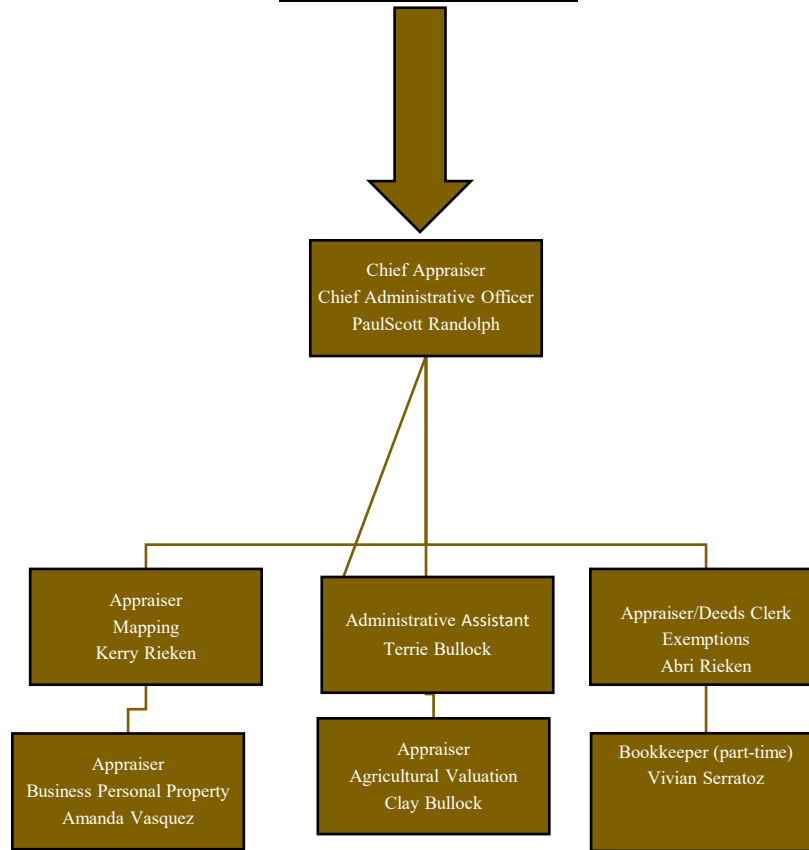 Chief Appraiser
Chief Administrative Officer
PaulScott Randolph
Appraiser
Mapping
Kerry Rieken
Administrative Assistant
Terrie Bullock
Appraiser/Deeds Clerk
Exemptions
Abri Rieken
Appraiser
Business Personal Property
Amanda Vasquez
Appraiser
Agricultural Valuation
Clay Bullock
Bookkeeper (part-time)
Vivian Serratoz